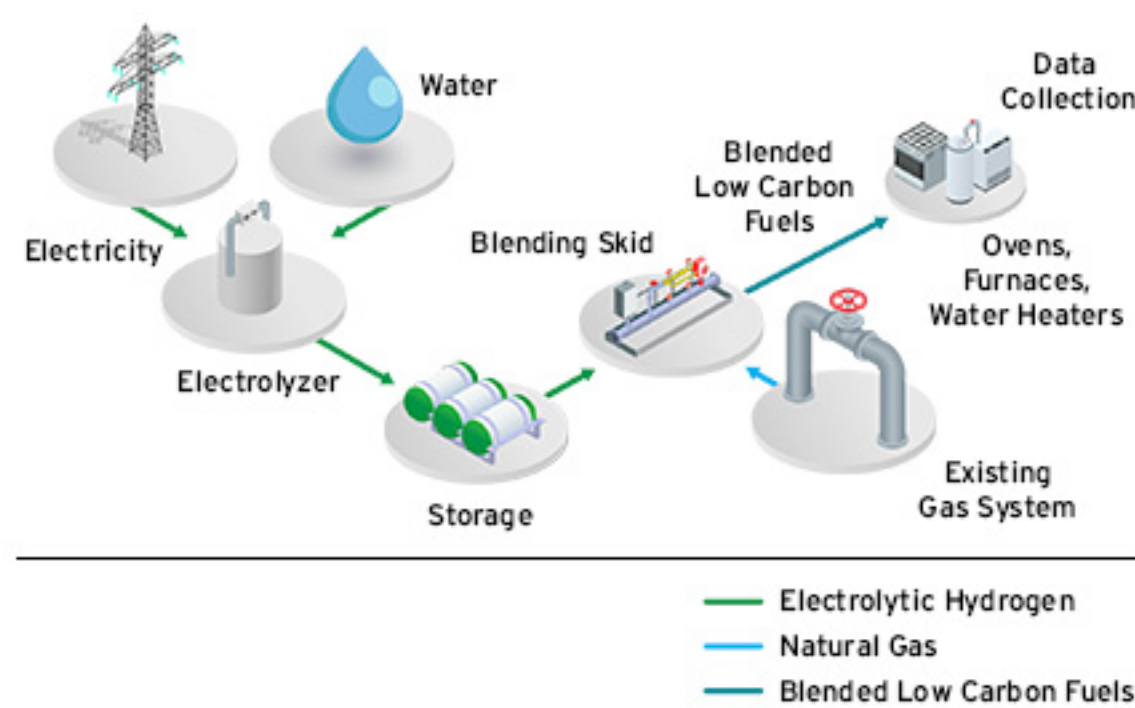 Water
Electricity
Electrolyzer
Storage
Blending Skid
Blended
Low Carbon
Fuels
Data
Collection
Ovens,
Furnaces,
Water Heaters
Existing
Gas System
Electrolytic Hydrogen
Natural Gas
Blended Low Carbon Fuels